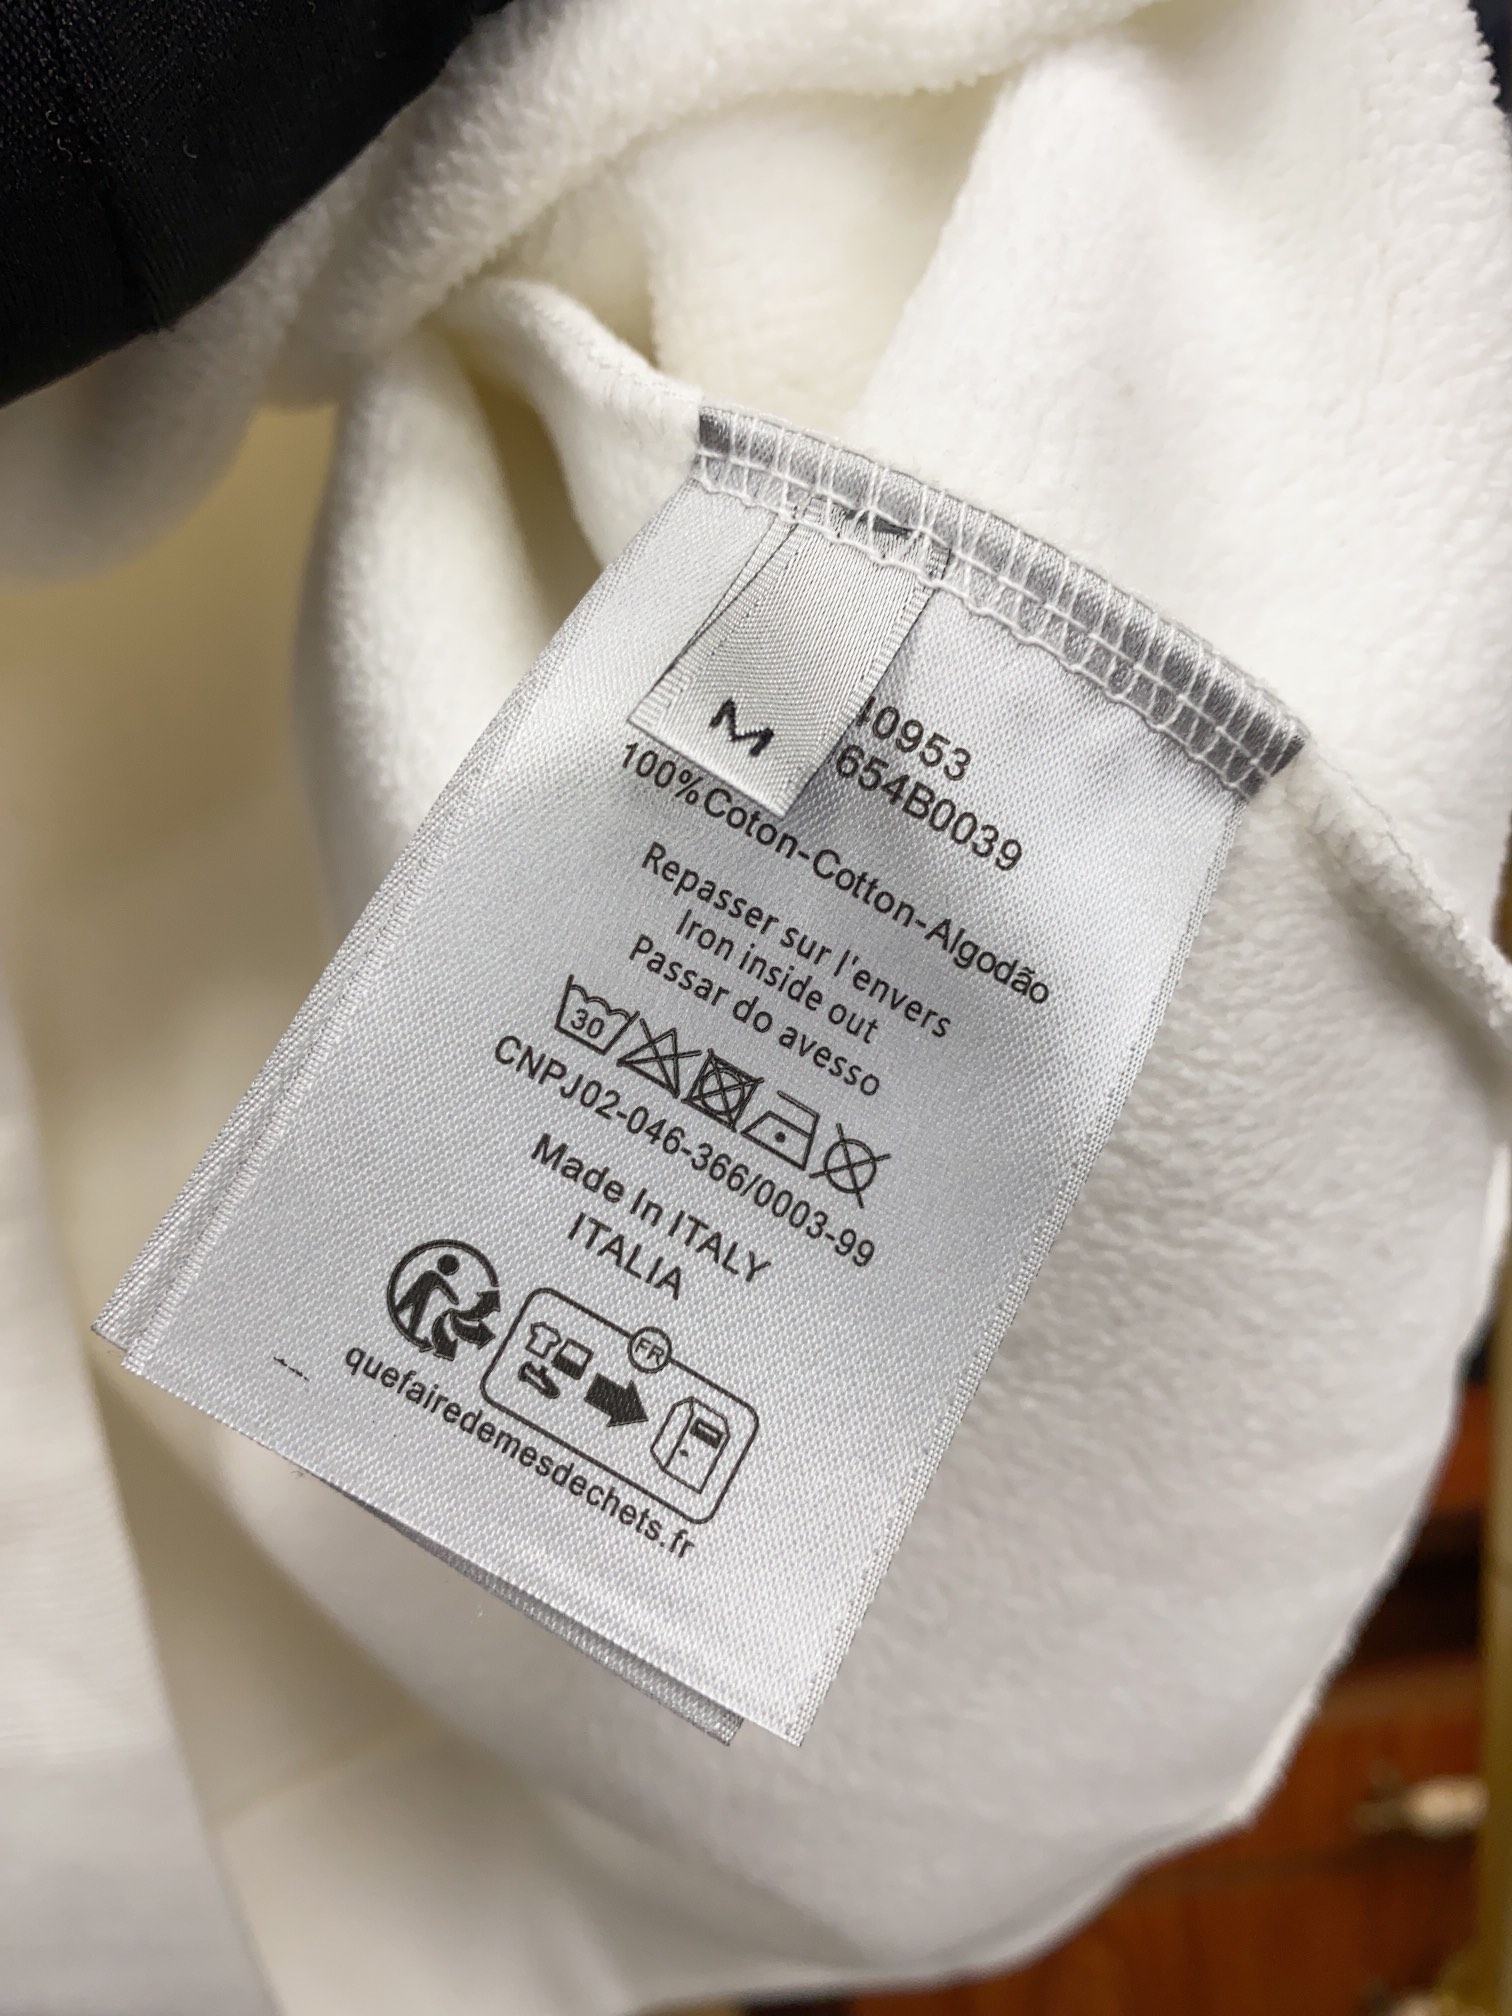 M
40953
654B0039
100%Coton-Cotton-Algodão
Repasser sur l'envers
Iron inside out
Passar do avesso
30
CNPJ02-046-366/0003-99
Made In ITALY
ITALIA
FR
quefairedemesdechets.fr